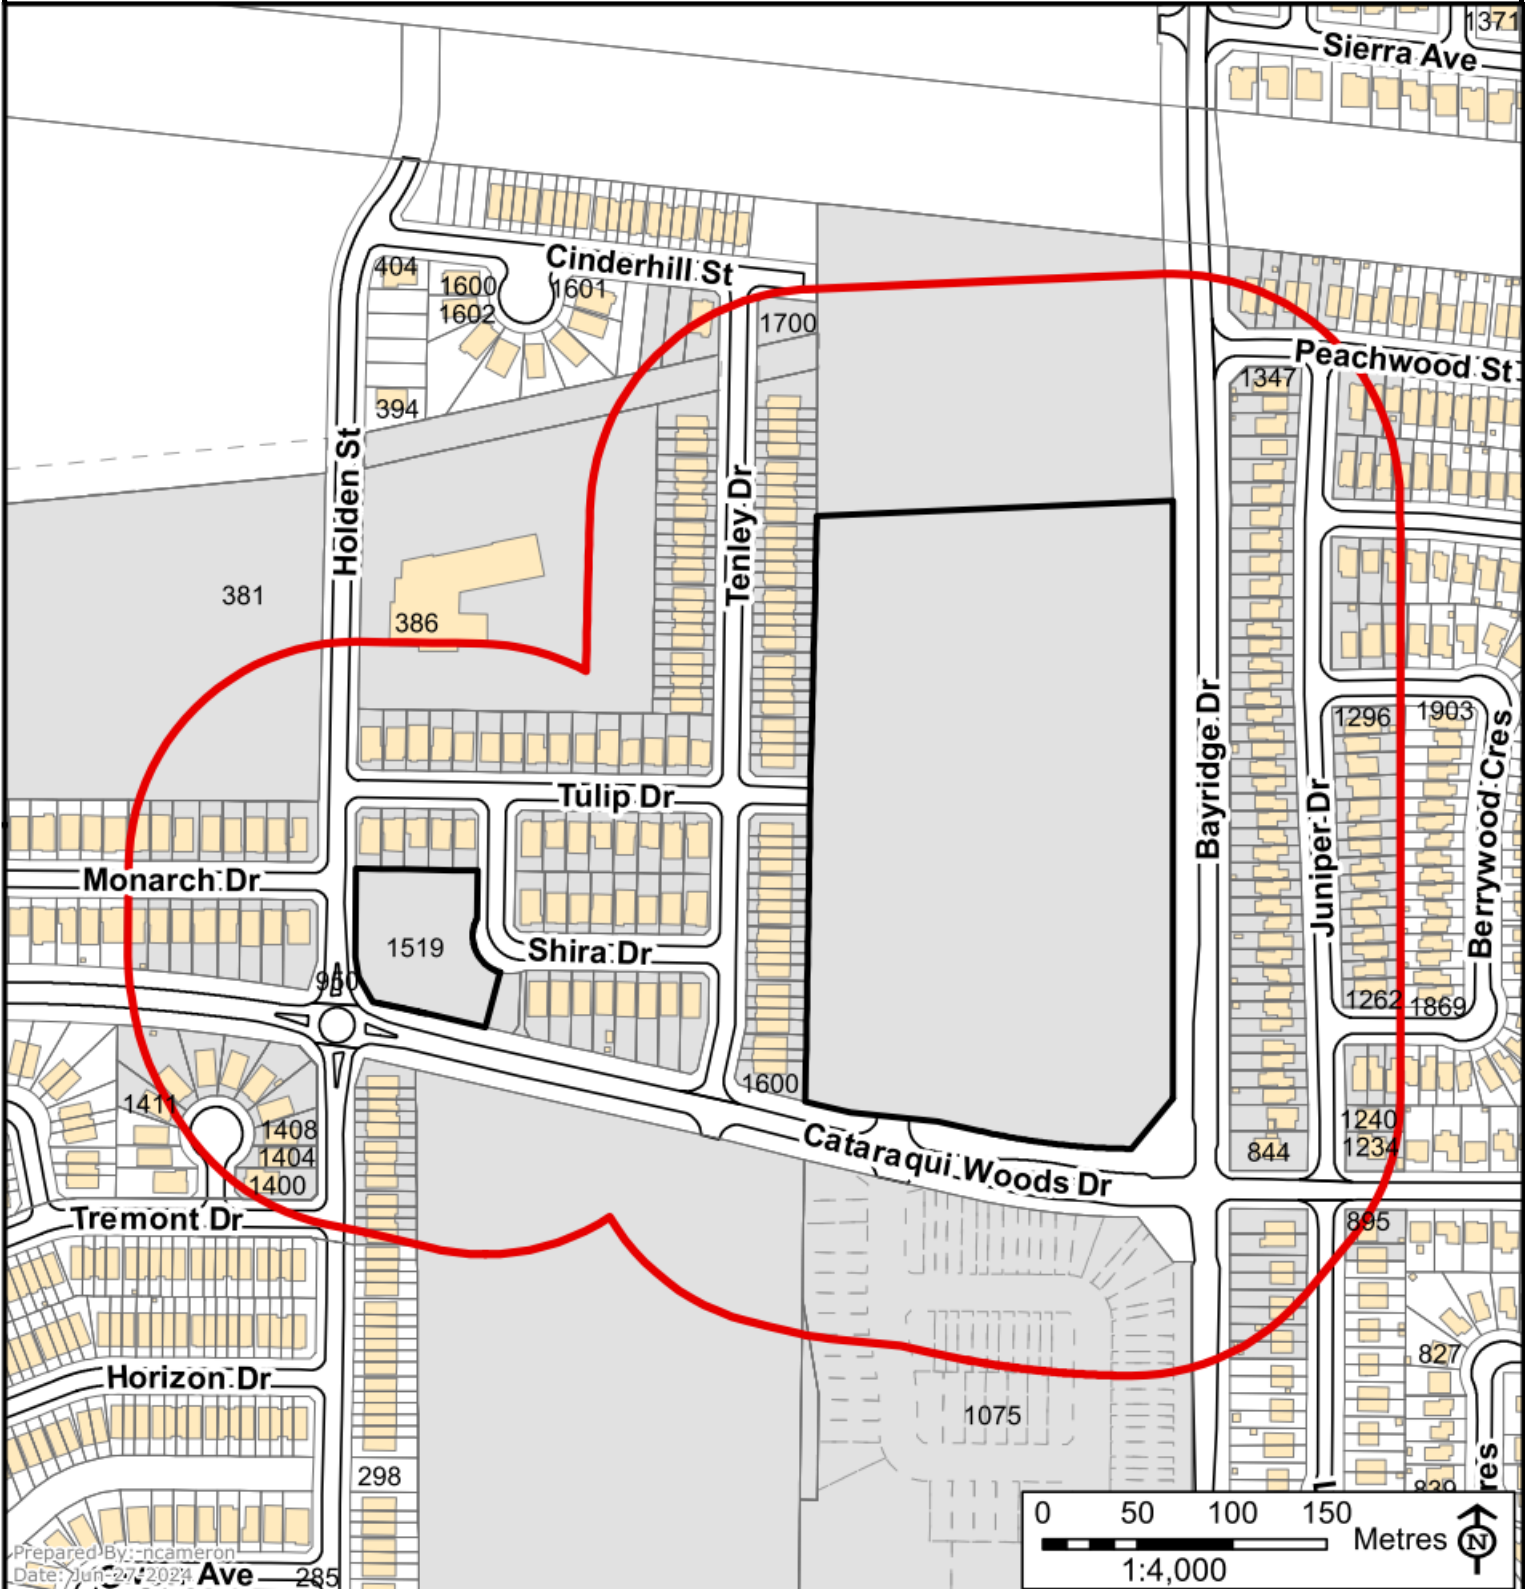 1371
Sierra Ave
Cinderhill St
404
1600
1601
1602
1700
Peachwood St
1347
394
Holden St
Tenley Dr
381
386
Bayridge Dr
1296
1903
Berrywood Cres
Juniper Dr
Tulip Dr
Monarch Dr
1519
Shira Dr
950
1262
1869
1600
1411
1408
1404
1400
1240
1234
844
Cataraqui Woods Dr
Tremont Dr
895
827
Horizon Dr
1075
298
839
res
0 50 100 150
Metres
N
1:4,000
Prepared By: ncameron
Date: Jun-27-2024
Ave
285